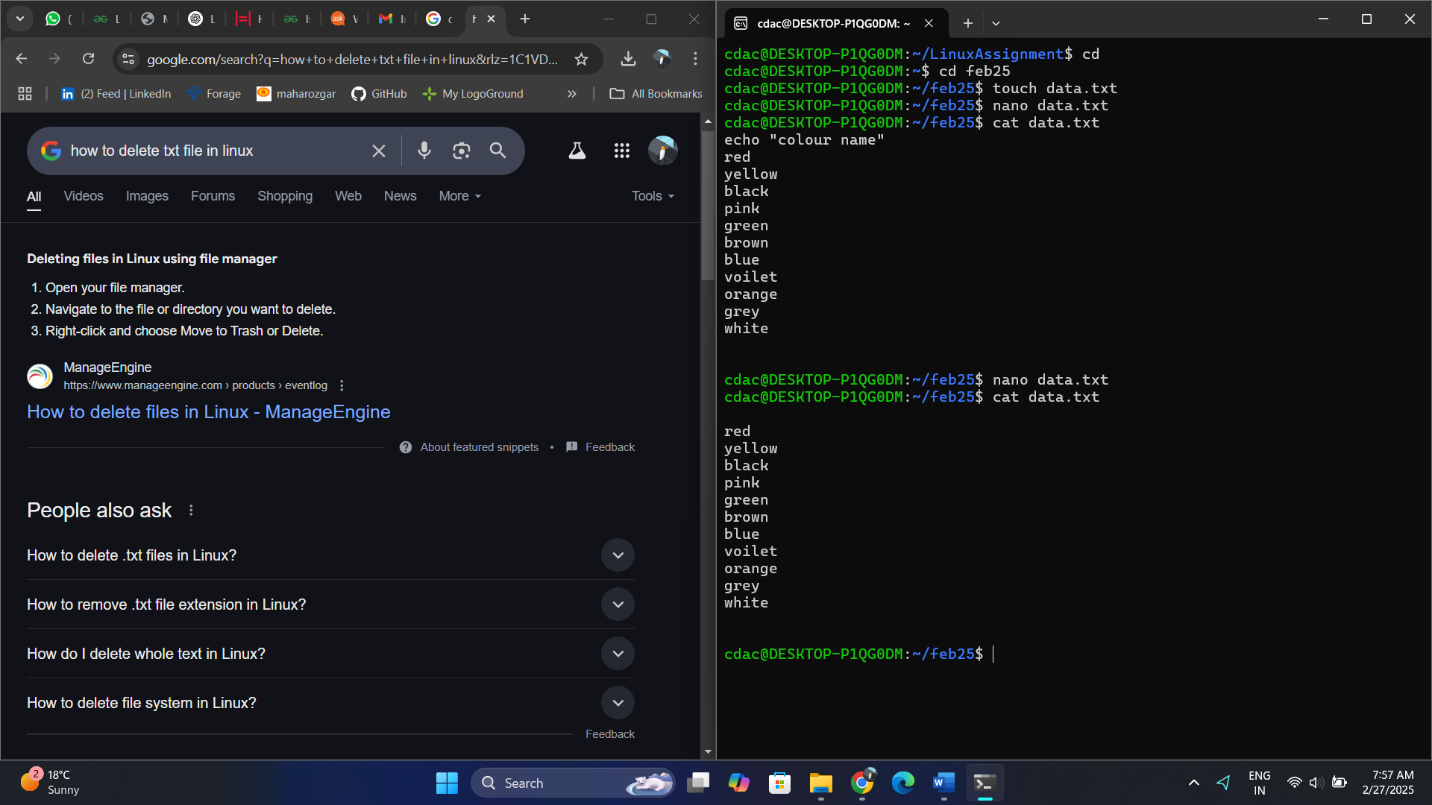 google.com/search?q=how+to+delete+txt+file+in+linux&rlz=1C1VD...
(2) Feed | LinkedIn
Forage
maharozgar
GitHub
My LogoGround
»
All Bookmarks
how to delete txt file in linux
All
Videos
Images
Forums
Shopping
Web
News
More
Tools
Deleting files in Linux using file manager
1. Open your file manager.
2. Navigate to the file or directory you want to delete.
3. Right-click and choose Move to Trash or Delete.
ManageEngine
https://www.manageengine.com › products › eventlog
How to delete files in Linux - ManageEngine
About featured snippets • Feedback
People also ask
How to delete .txt files in Linux?
How to remove .txt file extension in Linux?
How do I delete whole text in Linux?
How to delete file system in Linux?
Feedback
cdac@DESKTOP-P1QG0DM: ~
cdac@DESKTOP-P1QG0DM:~/LinuxAssignment$ cd
cdac@DESKTOP-P1QG0DM:~$ cd feb25
cdac@DESKTOP-P1QG0DM:~/feb25$ touch data.txt
cdac@DESKTOP-P1QG0DM:~/feb25$ nano data.txt
cdac@DESKTOP-P1QG0DM:~/feb25$ cat data.txt
echo "colour name"
red
yellow
black
pink
green
brown
blue
voilet
orange
grey
white
cdac@DESKTOP-P1QG0DM:~/feb25$ nano data.txt
cdac@DESKTOP-P1QG0DM:~/feb25$ cat data.txt
red
yellow
black
pink
green
brown
blue
voilet
orange
grey
white
cdac@DESKTOP-P1QG0DM:~/feb25$
2
18°C
Sunny
Search
ENG
IN
7:57 AM
2/27/2025